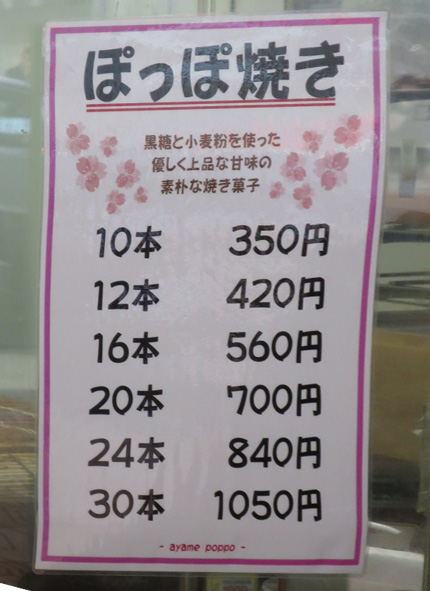 ぽっぽ焼き
黒糖と小麦粉を使った
優しく上品な甘味の
素朴な焼き菓子
10本 350円
12本 420円
16本 560円
20本 700円
24本 840円
30本 1050円
- ayame poppo -